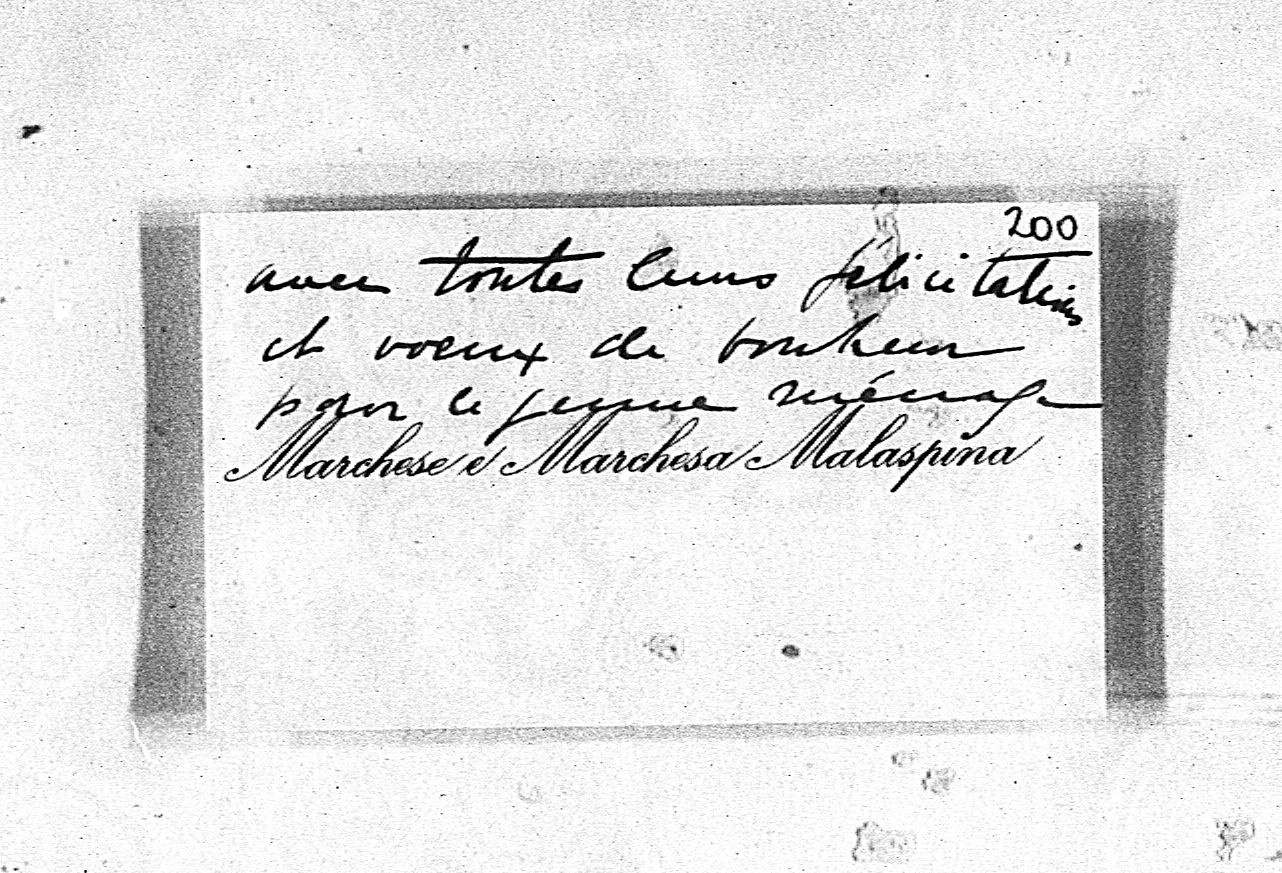 200
avec toutes leurs félicitations
et voeux de bonheur
pour le jeune ménage
Marchese e Marchesa Malaspina